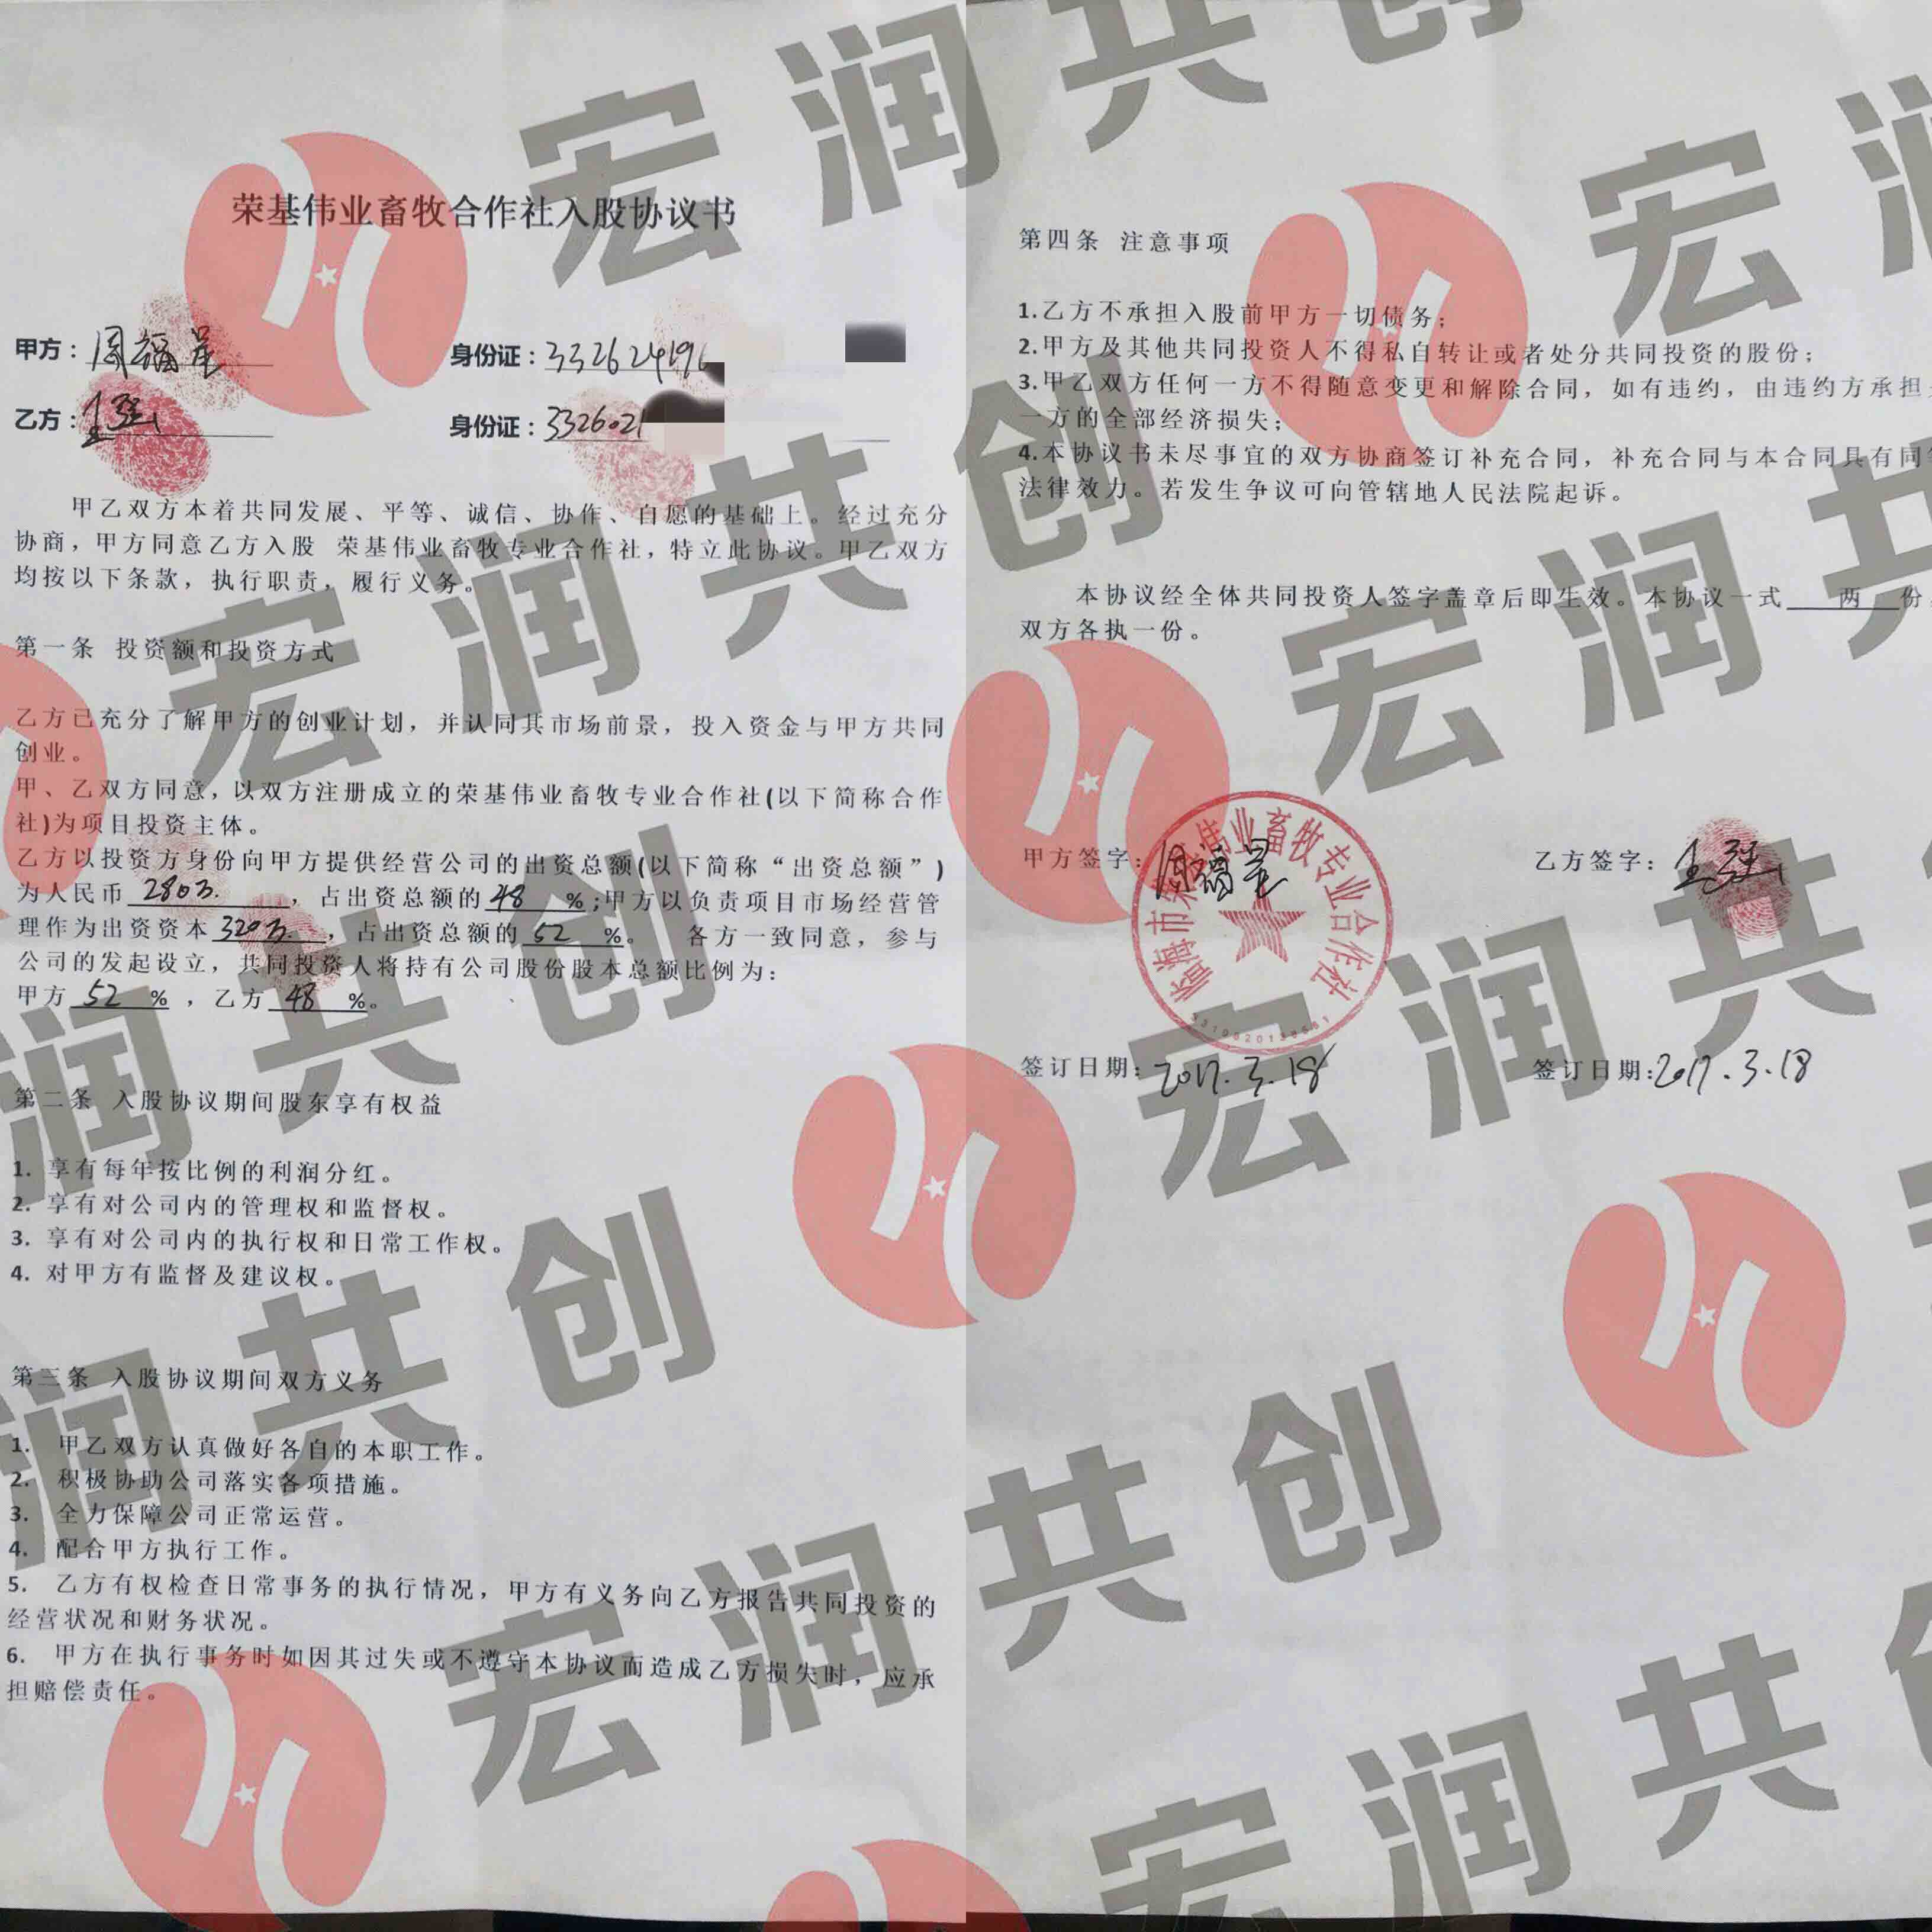 荣基伟业畜牧合作社入股协议书
甲方：周福星 身份证：332624196
乙方：王强 身份证：3326021
甲乙双方本着共同发展、平等、诚信、协作、自愿的基础上。经过充分
协商，甲方同意乙方入股 荣基伟业畜牧专业合作社，特立此协议。甲乙双方
均按以下条款，执行职责，履行义务。
第一条 投资额和投资方式
乙方已充分了解甲方的创业计划，并认同其市场前景，投入资金与甲方共同
创业。
甲、乙双方同意，以双方注册成立的荣基伟业畜牧专业合作社(以下简称合作
社)为项目投资主体。
乙方以投资方身份向甲方提供经营公司的出资总额(以下简称“出资总额”)
为人民币 280万. ，占出资总额的 48 %;甲方以负责项目市场经营管
理作为出资资本 320万. ，占出资总额的 52 %。 各方一致同意，参与
公司的发起设立，共同投资人将持有公司股份股本总额比例为：
甲方 52 % ，乙方 48 %。
第二条 入股协议期间股东享有权益
1. 享有每年按比例的利润分红。
2. 享有对公司内的管理权和监督权。
3. 享有对公司内的执行权和日常工作权。
4. 对甲方有监督及建议权。
第三条 入股协议期间双方义务
1. 甲乙双方认真做好各自的本职工作。
2. 积极协助公司落实各项措施。
3. 全力保障公司正常运营。
4. 配合甲方执行工作。
5. 乙方有权检查日常事务的执行情况，甲方有义务向乙方报告共同投资的
经营状况和财务状况。
6. 甲方在执行事务时如因其过失或不遵守本协议而造成乙方损失时，应承
担赔偿责任。
第四条 注意事项
1.乙方不承担入股前甲方一切债务；
2.甲方及其他共同投资人不得私自转让或者处分共同投资的股份；
3.甲乙双方任何一方不得随意变更和解除合同，如有违约，由违约方承担
一方的全部经济损失；
4.本协议书未尽事宜的双方协商签订补充合同，补充合同与本合同具有同
法律效力。若发生争议可向管辖地人民法院起诉。
本协议经全体共同投资人签字盖章后即生效。本协议一式 两 份
双方各执一份。
甲方签字：周福星 乙方签字：王强
临海市荣基伟业畜牧专业合作社
签订日期：2017.3.18 签订日期：2017.3.18
宏润共创
宏润共创
宏润共创
宏润共创
宏润共创
宏润共创